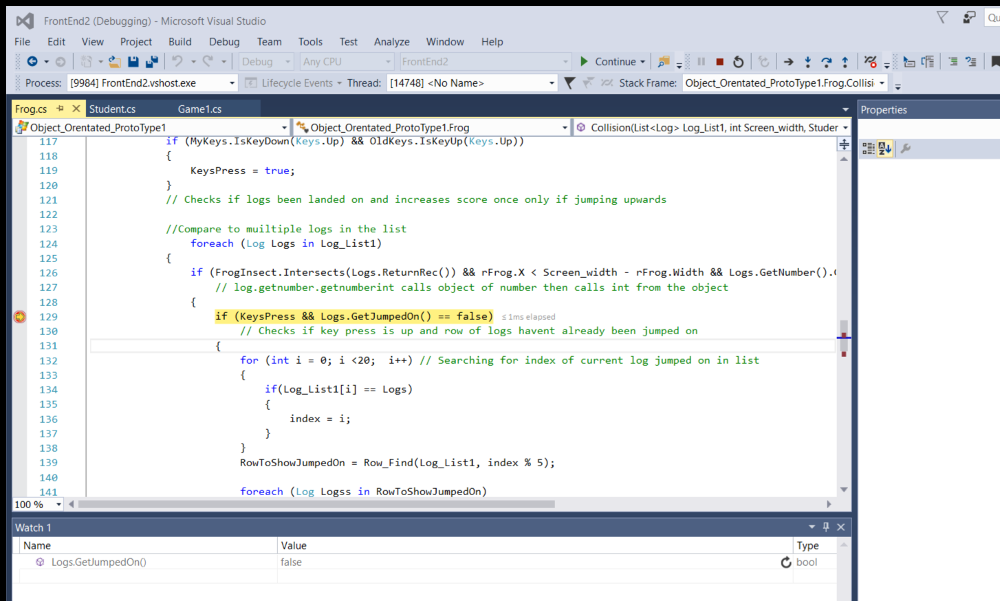 FrontEnd2 (Debugging) - Microsoft Visual Studio
File Edit View Project Build Debug Team Tools Test Analyze Window Help
Debug Any CPU FrontEnd2 Continue
Process: [9984] FrontEnd2.vshost.exe Lifecycle Events Thread: [14748] <No Name> Stack Frame: Object_Orentated_ProtoType1.Frog.Collisi
Frog.cs Student.cs Game1.cs Properties
Object_Orentated_ProtoType1 Object_Orentated_ProtoType1.Frog Collision(List<Log> Log_List1, int Screen_width, Studer
117 if (MyKeys.IsKeyDown(Keys.Up) && OldKeys.IsKeyUp(Keys.Up))
118 {
119 KeysPress = true;
120 }
121 // Checks if logs been landed on and increases score once only if jumping upwards
122
123 //Compare to muiltiple logs in the list
124 foreach (Log Logs in Log_List1)
125 {
126 if (FrogInsect.Intersects(Logs.ReturnRec()) && rFrog.X < Screen_width - rFrog.Width && Logs.GetNumber().
127 // log.getnumber.getnumberint calls object of number then calls int from the object
128 {
129 if (KeysPress && Logs.GetJumpedOn() == false) ≤1ms elapsed
130 // Checks if key press is up and row of logs havent already been jumped on
131 {
132 for (int i = 0; i <20; i++) // Searching for index of current log jumped on in list
133 {
134 if(Log_List1[i] == Logs)
135 {
136 index = i;
137 }
138 }
139 RowToShowJumpedOn = Row_Find(Log_List1, index % 5);
140
141 foreach (Log Logss in RowToShowJumpedOn)
100 %
Watch 1
Name Value Type
Logs.GetJumpedOn() false bool